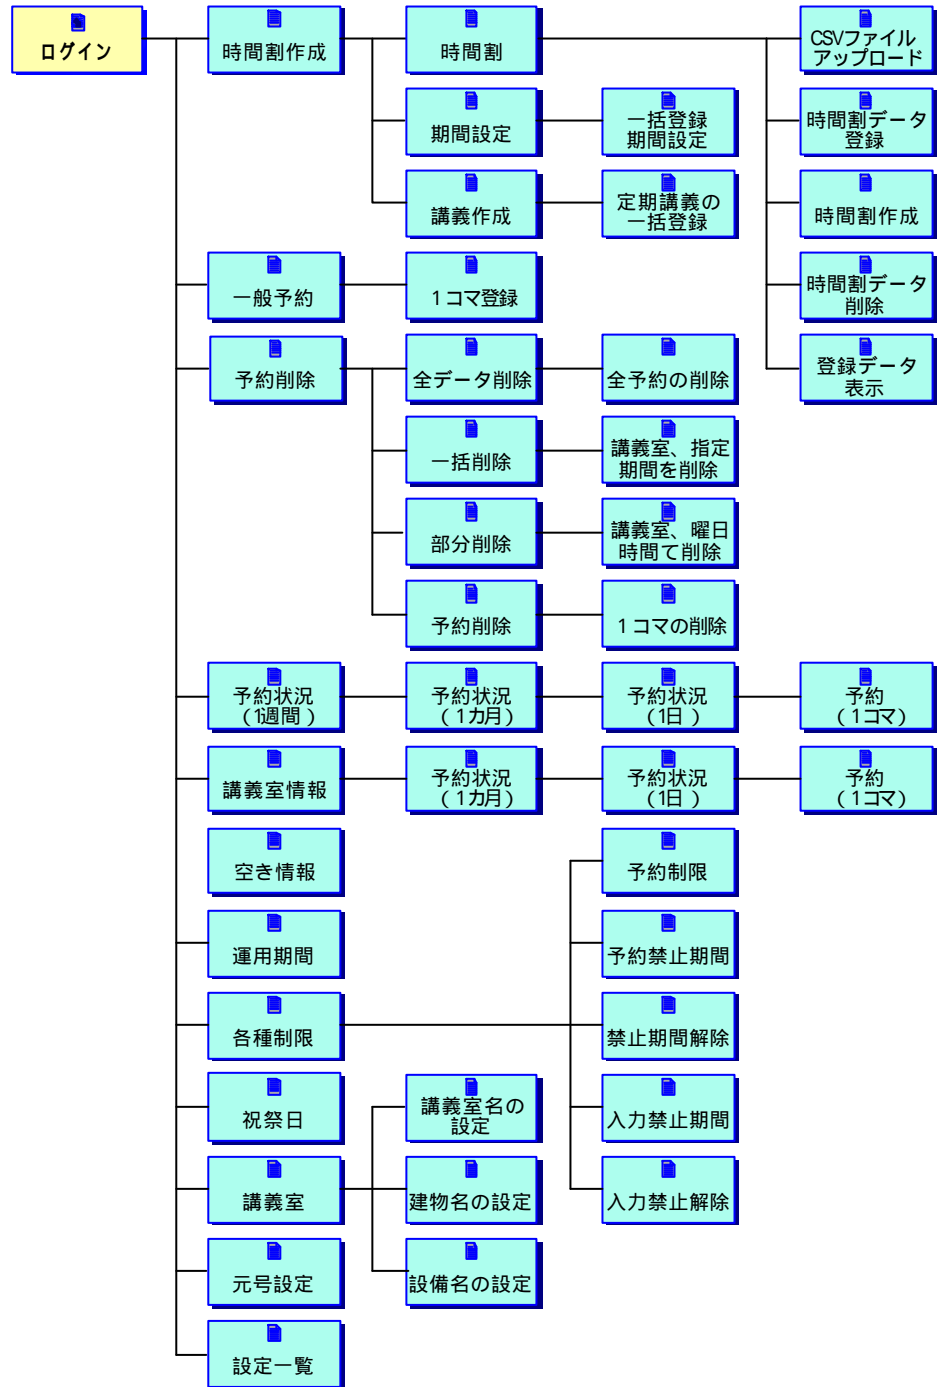 ログイン
時間割作成
時間割
CSVファイル
アップロード
期間設定
一括登録
期間設定
時間割データ
登録
講義作成
定期講義の
一括登録
時間割作成
一般予約
1コマ登録
時間割データ
削除
予約削除
全データ削除
全予約の削除
登録データ
表示
一括削除
講義室、指定
期間を削除
部分削除
講義室、曜日
時間て削除
予約削除
1コマの削除
予約状況
(1週間)
予約状況
(1カ月)
予約状況
(1日)
予約
(1コマ)
講義室情報
予約状況
(1カ月)
予約状況
(1日)
予約
(1コマ)
空き情報
予約制限
運用期間
予約禁止期間
各種制限
禁止期間解除
祝祭日
講義室名の
設定
入力禁止期間
講義室
建物名の設定
入力禁止解除
元号設定
設備名の設定
設定一覧